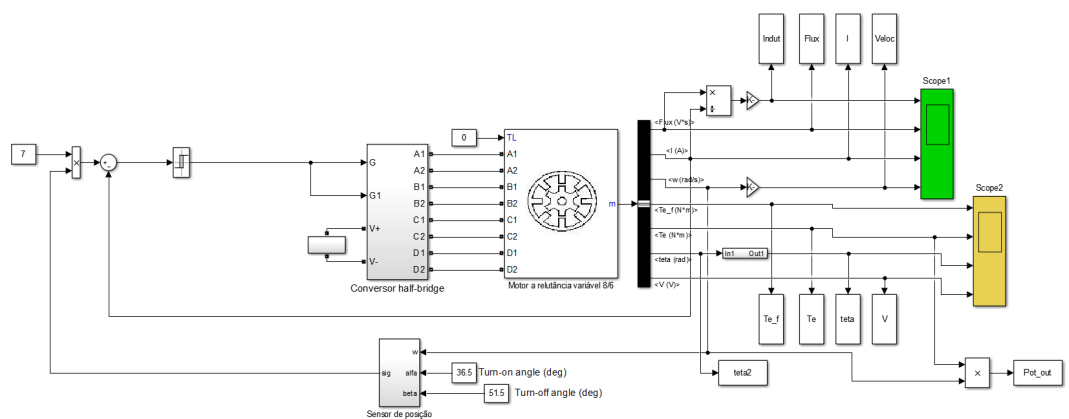 Indut
Flux
I
Veloc
Scope1
×
÷
K-
<Flux (V*s)>
<I (A)>
<w (rad/s)>
K-
<Te_f (N*m)>
<Te (N*m)>
<teta (rad)>
<V (V)>
Scope2
In1 Out1
7
×
+
-
G
G1
V+
V-
A1
A2
B1
B2
C1
C2
D1
D2
Conversor half-bridge
0
TL
A1
A2
B1
B2
C1
C2
D1
D2
m
Motor a relutância variável 8/6
Te_f
Te
teta
V
teta2
×
Pot_out
sig
w
alfa
beta
Sensor de posição
36.5
Turn-on angle (deg)
51.5
Turn-off angle (deg)